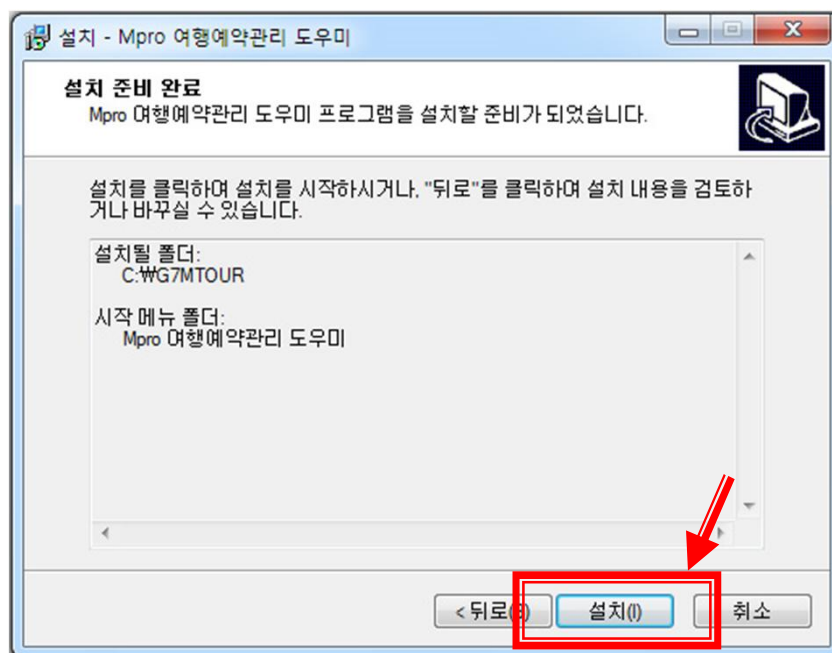 설치 - Mpro 여행예약관리 도우미
설치 준비 완료
Mpro 여행예약관리 도우미 프로그램을 설치할 준비가 되었습니다.
설치를 클릭하여 설치를 시작하시거나, "뒤로"를 클릭하여 설치 내용을 검토하
거나 바꾸실 수 있습니다.
설치될 폴더:
C:₩G7MTOUR
시작 메뉴 폴더:
Mpro 여행예약관리 도우미
< 뒤로 설치(I) 취소